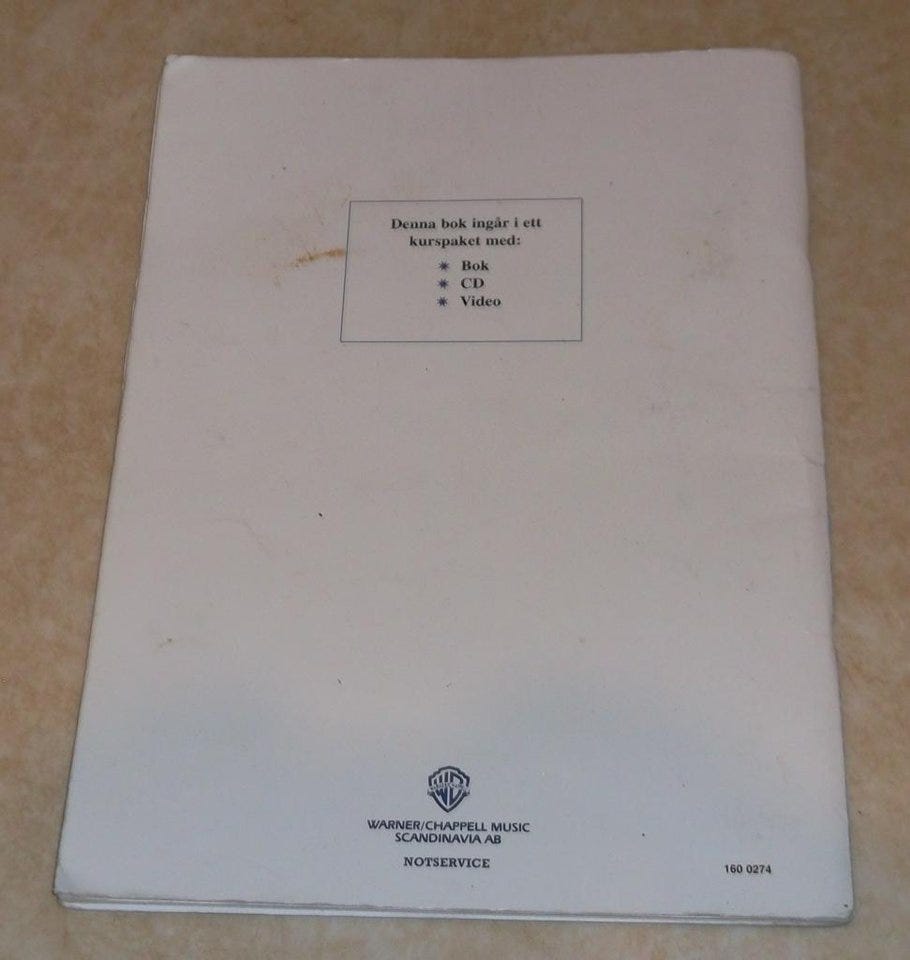 Denna bok ingår i ett
kurspaket med:
✷ Bok
✷ CD
✷ Video
WARNER/CHAPPELL MUSIC
SCANDINAVIA AB
NOTSERVICE
160 0274